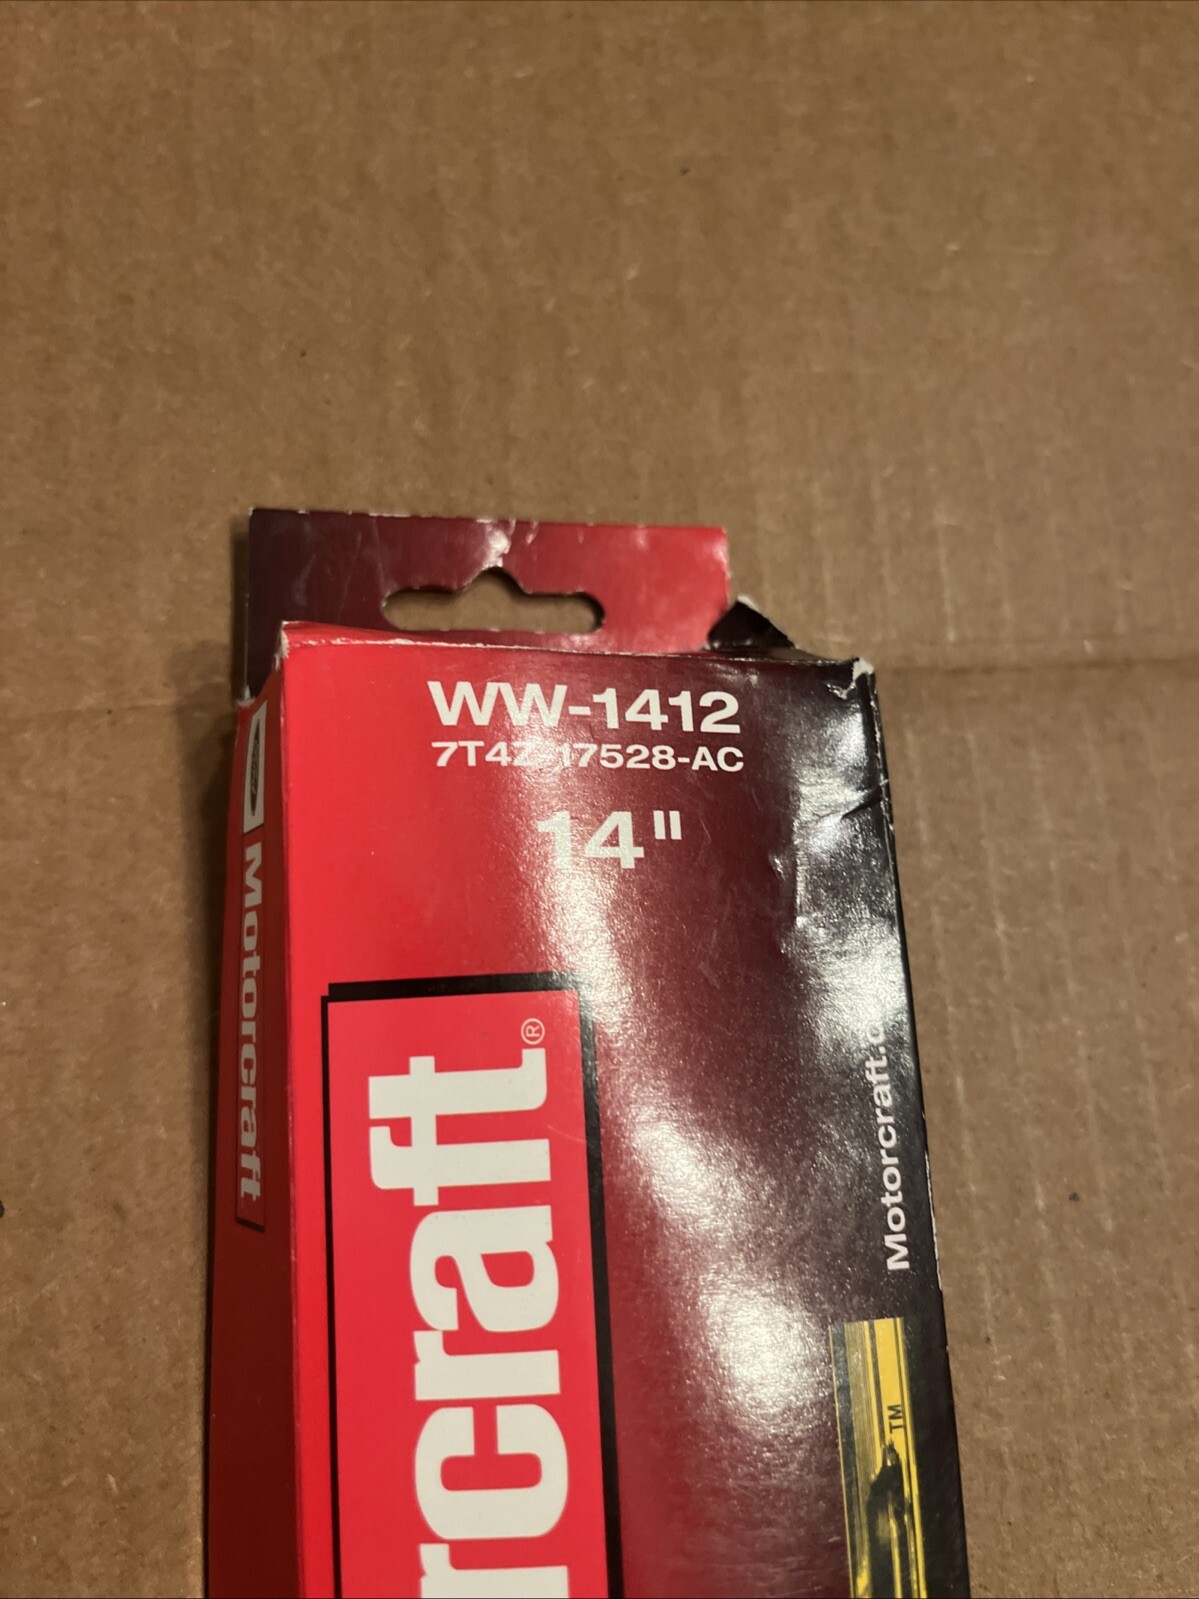 WW-1412
7T4Z-17528-AC
14"
Motorcraft
rcraft®
Motorcraft.c
TM